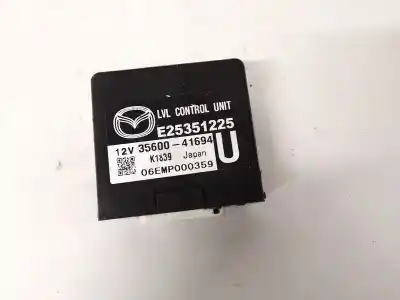 LVL CONTROL UNIT
E25351225
12V 35600-41694
K1839 Japan U
06EMP000359